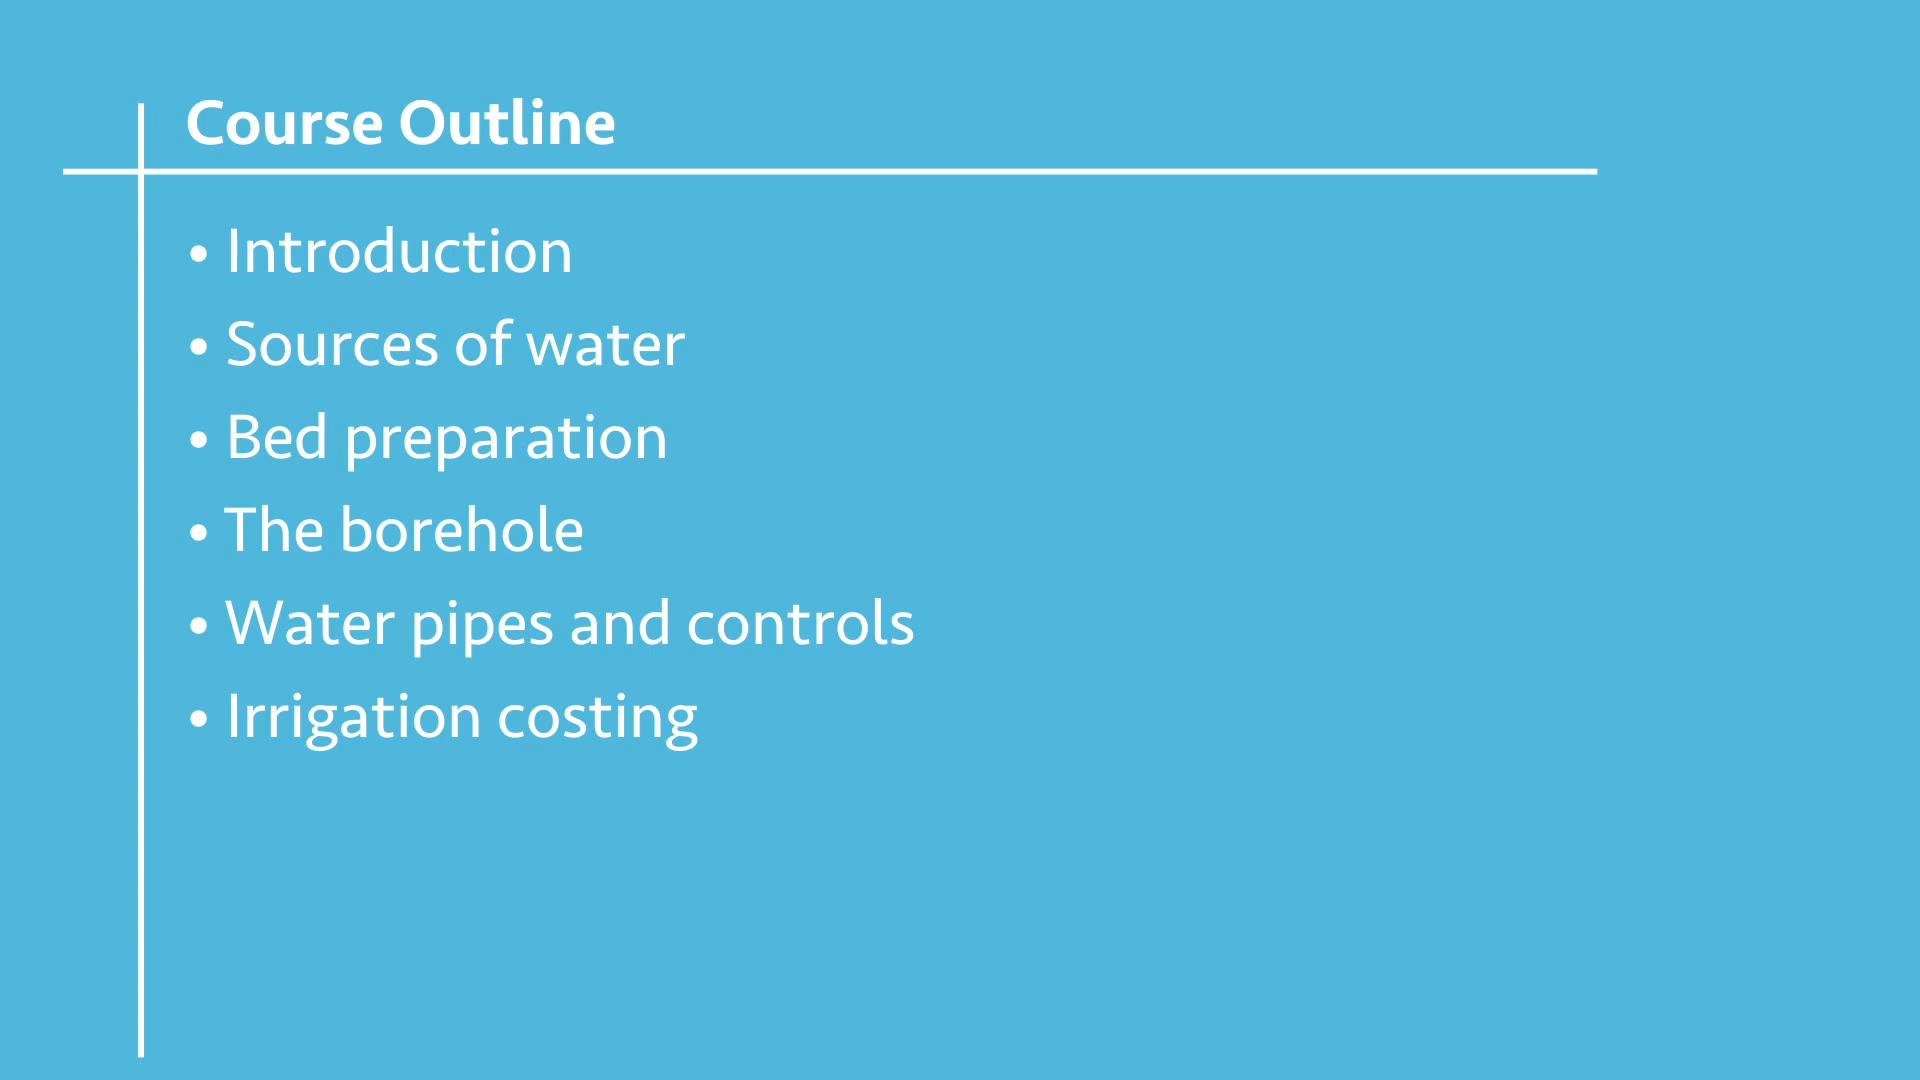 Course Outline
• Introduction
• Sources of water
• Bed preparation
• The borehole
• Water pipes and controls
• Irrigation costing